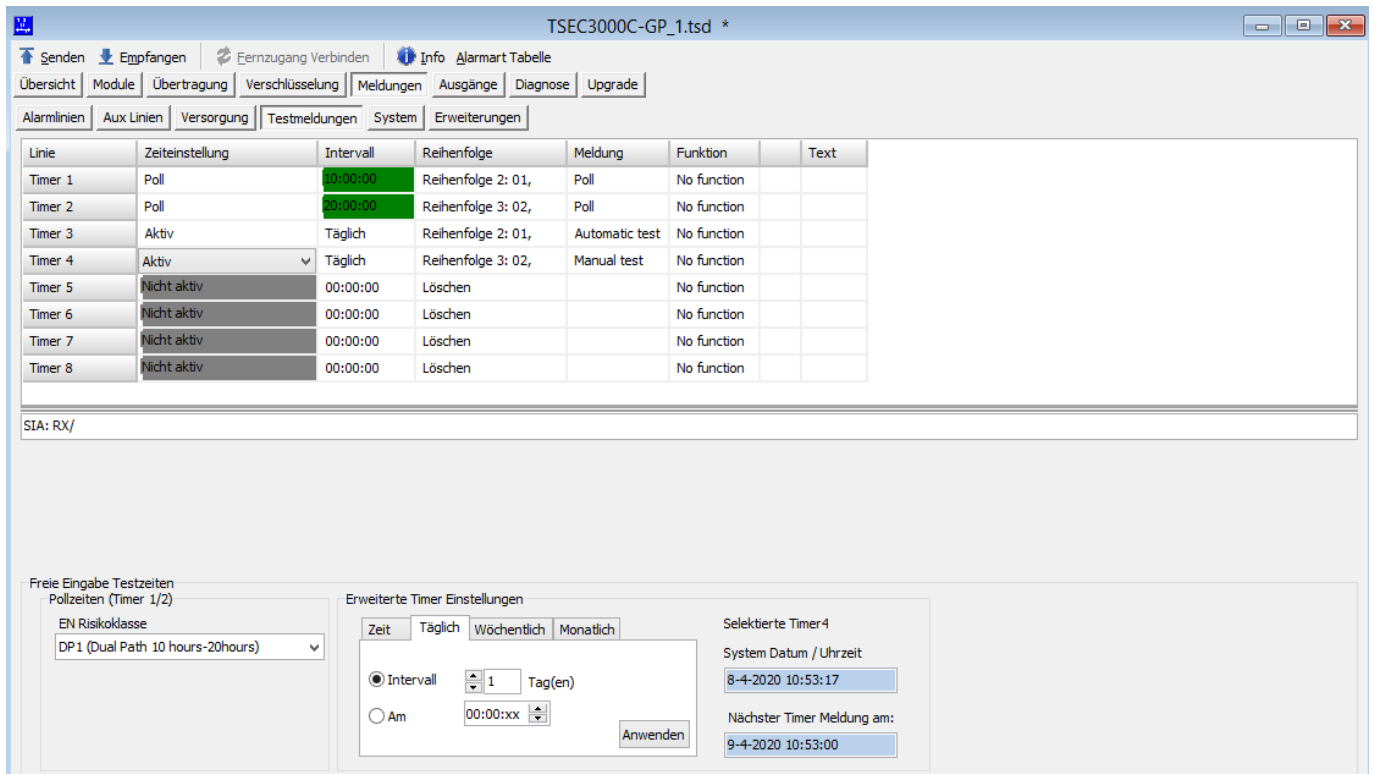 TSEC3000C-GP_1.tsd *
Senden Empfangen Fernzugang Verbinden Info Alarmart Tabelle
Übersicht Module Übertragung Verschlüsselung Meldungen Ausgänge Diagnose Upgrade
Alarmlinien Aux Linien Versorgung Testmeldungen System Erweiterungen
Linie Zeiteinstellung Intervall Reihenfolge Meldung Funktion Text
Timer 1 Poll 10:00:00 Reihenfolge 2: 01, Poll No function
Timer 2 Poll 20:00:00 Reihenfolge 3: 02, Poll No function
Timer 3 Aktiv Täglich Reihenfolge 2: 01, Automatic test No function
Timer 4 Aktiv Täglich Reihenfolge 3: 02, Manual test No function
Timer 5 Nicht aktiv 00:00:00 Löschen No function
Timer 6 Nicht aktiv 00:00:00 Löschen No function
Timer 7 Nicht aktiv 00:00:00 Löschen No function
Timer 8 Nicht aktiv 00:00:00 Löschen No function
SIA: RX/
Freie Eingabe Testzeiten
Pollzeiten (Timer 1/2)
EN Risikoklasse
DP1 (Dual Path 10 hours-20hours)
Erweiterte Timer Einstellungen
Zeit Täglich Wöchentlich Monatlich
Intervall 1 Tag(en)
Am 00:00:xx
Anwenden
Selektierte Timer4
System Datum / Uhrzeit
8-4-2020 10:53:17
Nächster Timer Meldung am:
9-4-2020 10:53:00